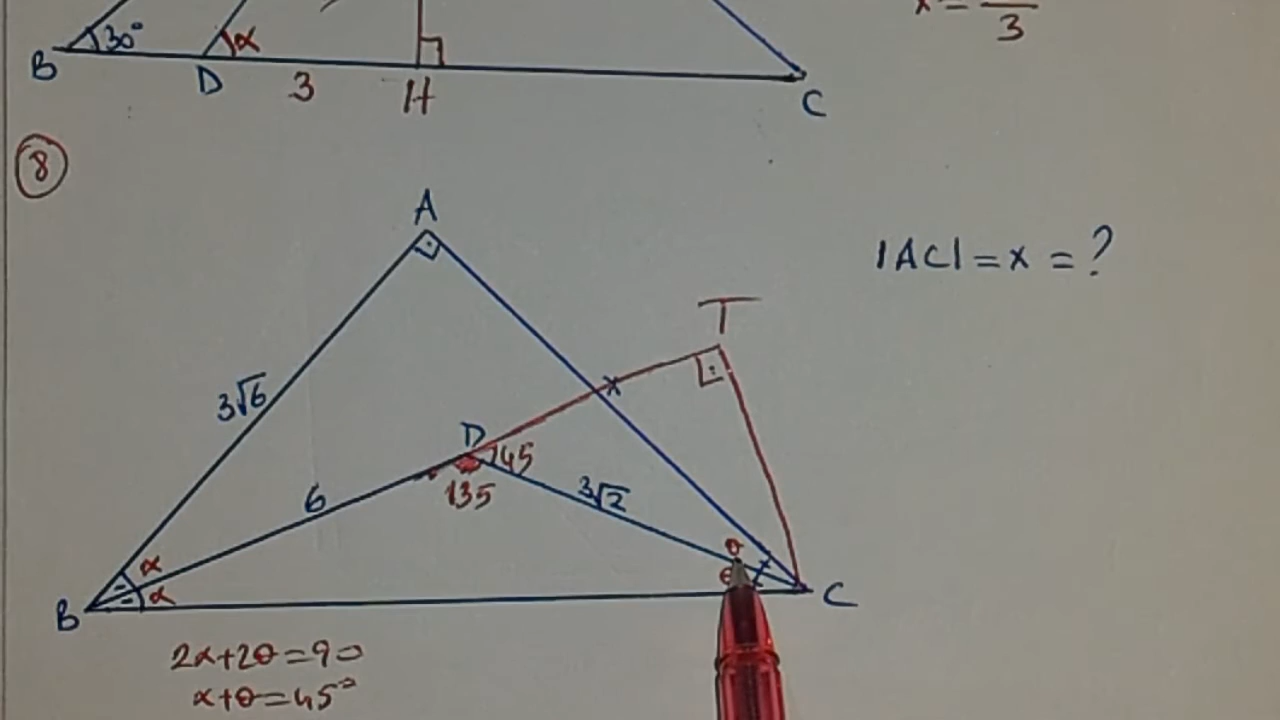 x = — 3
30°
α
B
D
3
H
C
8
A
|AC| = x = ?
T
3√6
x
D
45
6
135
3√2
θ
α
θ
α
B
C
2α+2θ=90
α+θ=45°